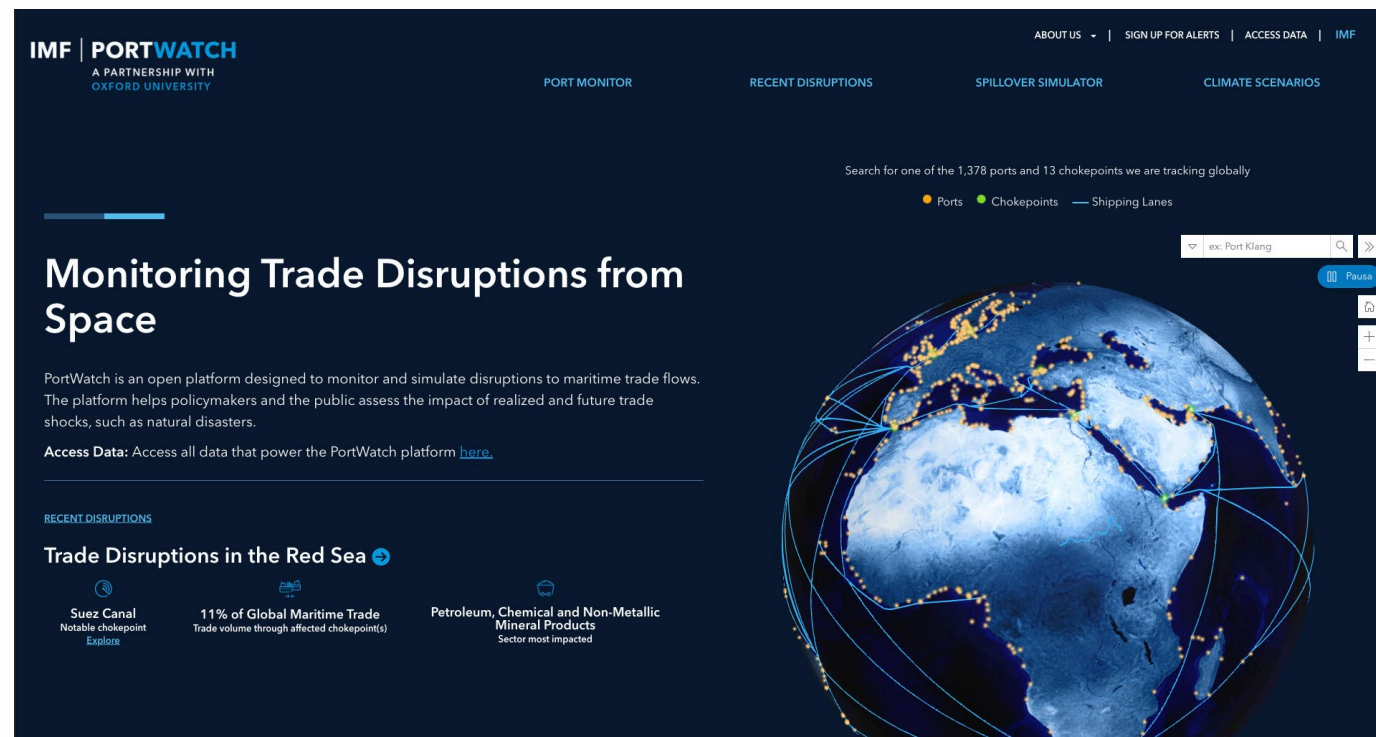 IMF | PORTWATCH
A PARTNERSHIP WITH
OXFORD UNIVERSITY
ABOUT US | SIGN UP FOR ALERTS | ACCESS DATA | IMF
PORT MONITOR RECENT DISRUPTIONS SPILLOVER SIMULATOR CLIMATE SCENARIOS
Search for one of the 1,378 ports and 13 chokepoints we are tracking globally
Ports Chokepoints Shipping Lanes
ex: Port Klang
Pausa
Monitoring Trade Disruptions from
Space
PortWatch is an open platform designed to monitor and simulate disruptions to maritime trade flows.
The platform helps policymakers and the public assess the impact of realized and future trade
shocks, such as natural disasters.
Access Data: Access all data that power the PortWatch platform here.
RECENT DISRUPTIONS
Trade Disruptions in the Red Sea
Suez Canal
Notable chokepoint
Explore
11% of Global Maritime Trade
Trade volume through affected chokepoint(s)
Petroleum, Chemical and Non-Metallic
Mineral Products
Sector most impacted